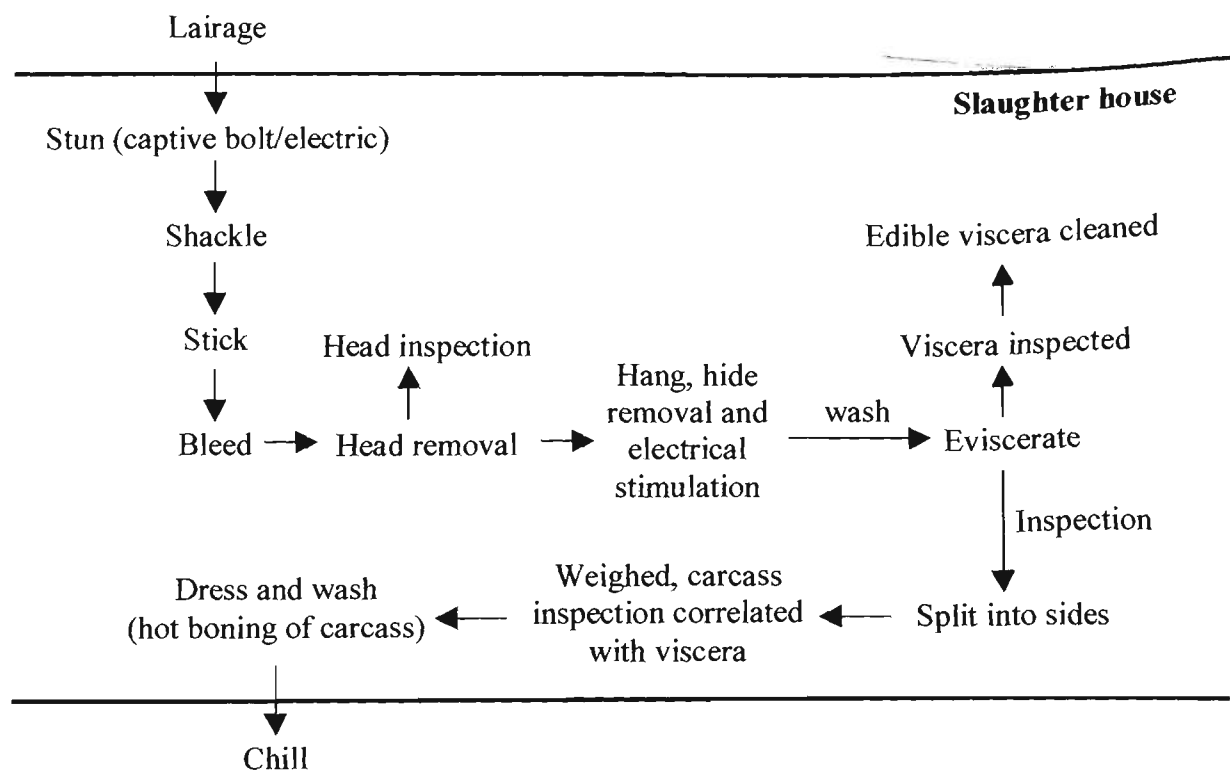 Lairage
Slaughter house
Stun (captive bolt/electric)
Shackle
Edible viscera cleaned
Stick
Head inspection
Viscera inspected
Bleed
Head removal
Hang, hide
removal and
electrical
stimulation
wash
Eviscerate
Inspection
Dress and wash
(hot boning of carcass)
Weighed, carcass
inspection correlated
with viscera
Split into sides
Chill